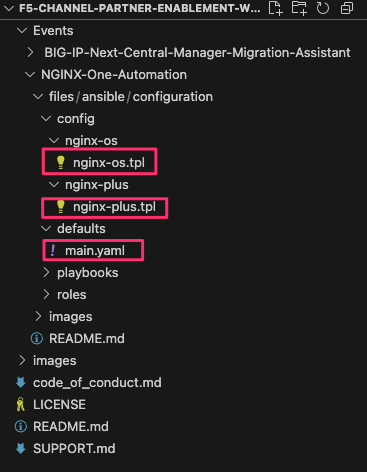 F5-CHANNEL-PARTNER-ENABLEMENT-W...
Events
BIG-IP-Next-Central-Manager-Migration-Assistant
NGINX-One-Automation
files/ansible/configuration
config
nginx-os
nginx-os.tpl
nginx-plus
nginx-plus.tpl
defaults
! main.yaml
playbooks
roles
images
README.md
images
code_of_conduct.md
LICENSE
README.md
SUPPORT.md